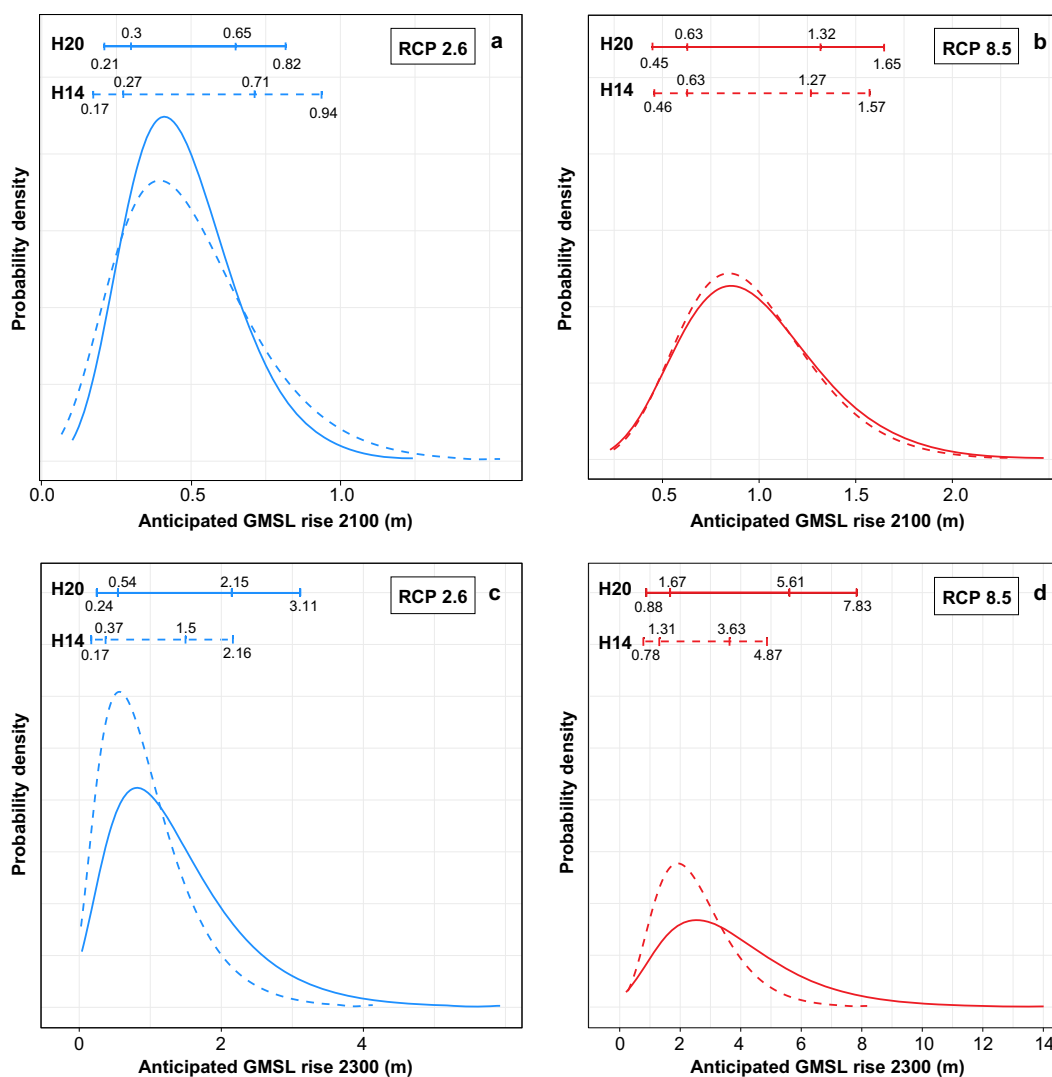 H20 0.3 0.65 RCP 2.6 a
0.21 0.82
H14 0.27 0.71
0.17 0.94
Probability density
0.0 0.5 1.0
Anticipated GMSL rise 2100 (m)
H20 0.63 1.32 RCP 8.5 b
0.45 1.65
H14 0.63 1.27
0.46 1.57
Probability density
0.5 1.0 1.5 2.0
Anticipated GMSL rise 2100 (m)
H20 0.54 2.15 RCP 2.6 c
0.24 3.11
H14 0.37 1.5
0.17 2.16
Probability density
0 2 4
Anticipated GMSL rise 2300 (m)
H20 1.67 5.61 RCP 8.5 d
0.88 7.83
H14 1.31 3.63
0.78 4.87
Probability density
0 2 4 6 8 10 12 14
Anticipated GMSL rise 2300 (m)